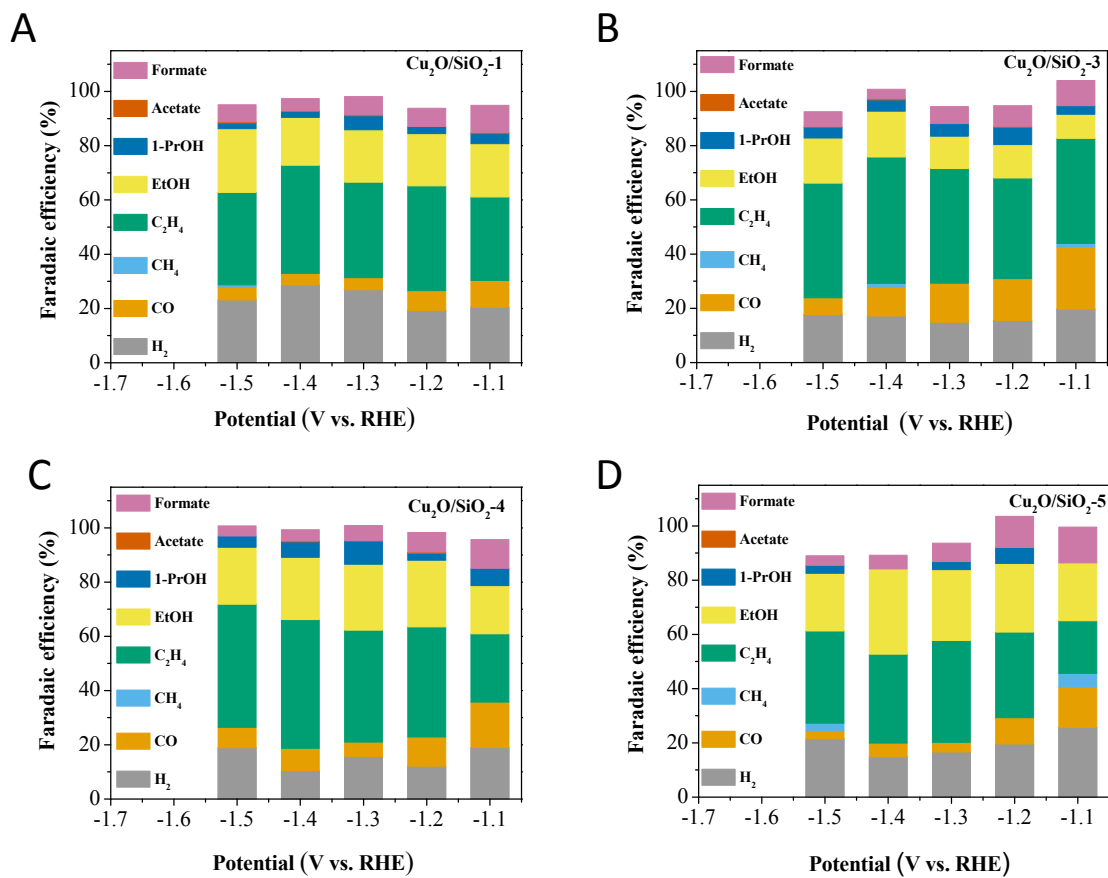 A
Cu₂O/SiO₂-1
Formate
Acetate
1-PrOH
EtOH
C₂H₄
CH₄
CO
H₂
Faradaic efficiency (%)
100
80
60
40
20
0
-1.7 -1.6 -1.5 -1.4 -1.3 -1.2 -1.1
Potential (V vs. RHE)
B
Cu₂O/SiO₂-3
Formate
Acetate
1-PrOH
EtOH
C₂H₄
CH₄
CO
H₂
Faradaic efficiency (%)
100
80
60
40
20
0
-1.7 -1.6 -1.5 -1.4 -1.3 -1.2 -1.1
Potential (V vs. RHE)
C
Cu₂O/SiO₂-4
Formate
Acetate
1-PrOH
EtOH
C₂H₄
CH₄
CO
H₂
Faradaic efficiency (%)
100
80
60
40
20
0
-1.7 -1.6 -1.5 -1.4 -1.3 -1.2 -1.1
Potential (V vs. RHE)
D
Cu₂O/SiO₂-5
Formate
Acetate
1-PrOH
EtOH
C₂H₄
CH₄
CO
H₂
Faradaic efficiency (%)
100
80
60
40
20
0
-1.7 -1.6 -1.5 -1.4 -1.3 -1.2 -1.1
Potential (V vs. RHE)